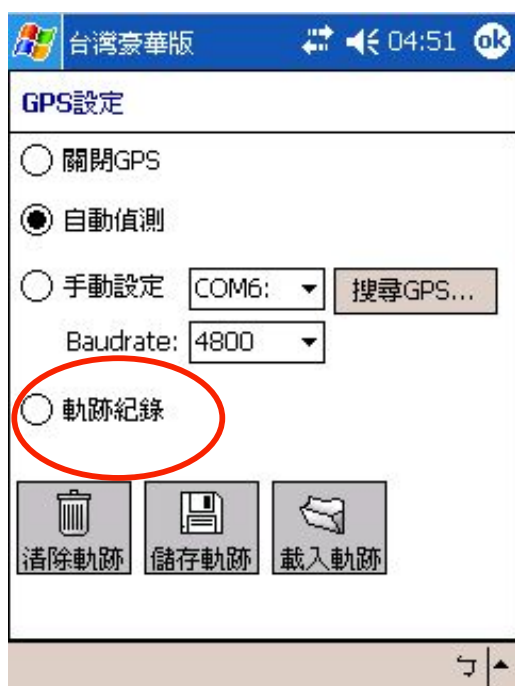 台灣豪華版 04:51 ok
GPS設定
關閉GPS
自動偵測
手動設定 COM6: 搜尋GPS...
Baudrate: 4800
軌跡紀錄
清除軌跡 儲存軌跡 載入軌跡
ㄅ